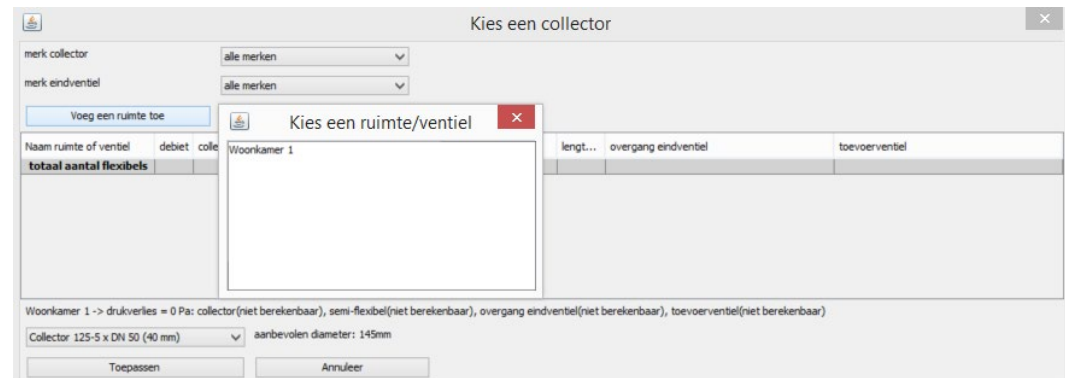 Kies een collector
merk collector alle merken
merk eindventiel alle merken
Voeg een ruimte toe
Kies een ruimte/ventiel
Woonkamer 1
Naam ruimte of ventiel debiet colle lengt... overgang eindventiel toevoerventiel
totaal aantal flexibels
Woonkamer 1 -> drukverlies = 0 Pa: collector(niet berekenbaar), semi-flexibel(niet berekenbaar), overgang eindventiel(niet berekenbaar), toevoerventiel(niet berekenbaar)
Collector 125-5 x DN 50 (40 mm) aanbevolen diameter: 145mm
Toepassen Annuleer